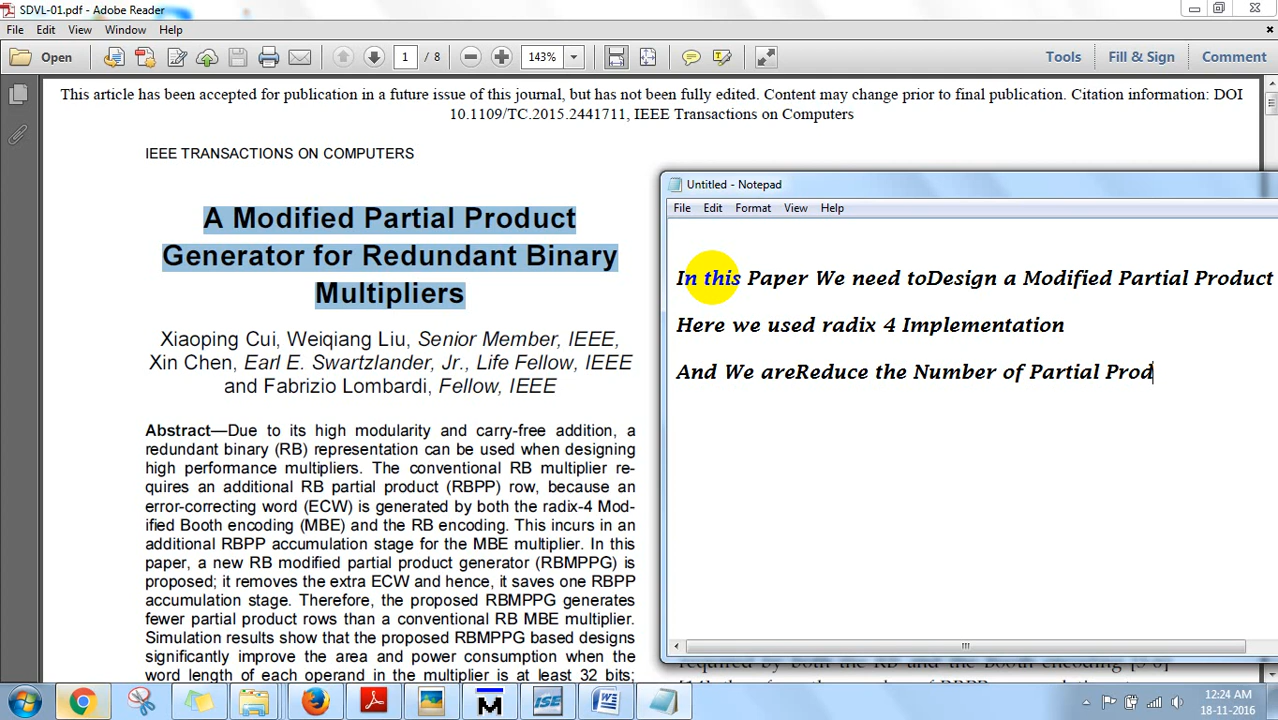 SDVL-01.pdf - Adobe Reader
File Edit View Window Help
Open 1 / 8 143% Tools Fill & Sign Comment
This article has been accepted for publication in a future issue of this journal, but has not been fully edited. Content may change prior to final publication. Citation information: DOI
10.1109/TC.2015.2441711, IEEE Transactions on Computers
IEEE TRANSACTIONS ON COMPUTERS
A Modified Partial Product
Generator for Redundant Binary
Multipliers
Xiaoping Cui, Weiqiang Liu, Senior Member, IEEE,
Xin Chen, Earl E. Swartzlander, Jr., Life Fellow, IEEE
and Fabrizio Lombardi, Fellow, IEEE
Abstract—Due to its high modularity and carry-free addition, a
redundant binary (RB) representation can be used when designing
high performance multipliers. The conventional RB multiplier re-
quires an additional RB partial product (RBPP) row, because an
error-correcting word (ECW) is generated by both the radix-4 Mod-
ified Booth encoding (MBE) and the RB encoding. This incurs in an
additional RBPP accumulation stage for the MBE multiplier. In this
paper, a new RB modified partial product generator (RBMPPG) is
proposed; it removes the extra ECW and hence, it saves one RBPP
accumulation stage. Therefore, the proposed RBMPPG generates
fewer partial product rows than a conventional RB MBE multiplier.
Simulation results show that the proposed RBMPPG based designs
significantly improve the area and power consumption when the
word length of each operand in the multiplier is at least 32 bits;
Untitled - Notepad
File Edit Format View Help
In this Paper We need toDesign a Modified Partial Product
Here we used radix 4 Implementation
And We areReduce the Number of Partial Prod
required by both the RB and the Booth encoding
ISE
12:24 AM
18-11-2016